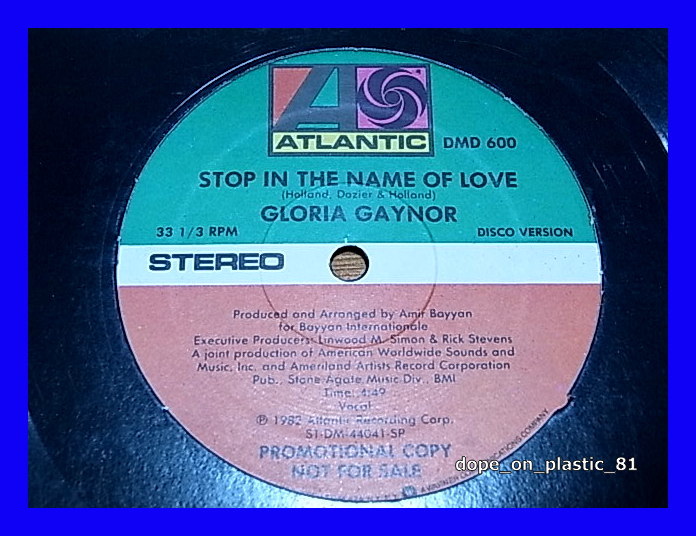 ATLANTIC
DMD 600
STOP IN THE NAME OF LOVE
(Holland, Dozier & Holland)
GLORIA GAYNOR
33 1/3 RPM
DISCO VERSION
STEREO
Produced and Arranged by Amir Bayyan
for Bayyan Internationale
Executive Producers: Linwood M. Simon & Rick Stevens
A joint production of American Worldwide Sounds and
Music, Inc. and Ameriland Artists Record Corporation
Pub., Stone Agate Music Div., BMI
Time: 4:49
Vocal
℗ 1982 Atlantic Recording Corp.
S1-DM-44041-SP
PROMOTIONAL COPY
NOT FOR SALE
COMMUNICATIONS COMPANY
dope_on_plastic_81